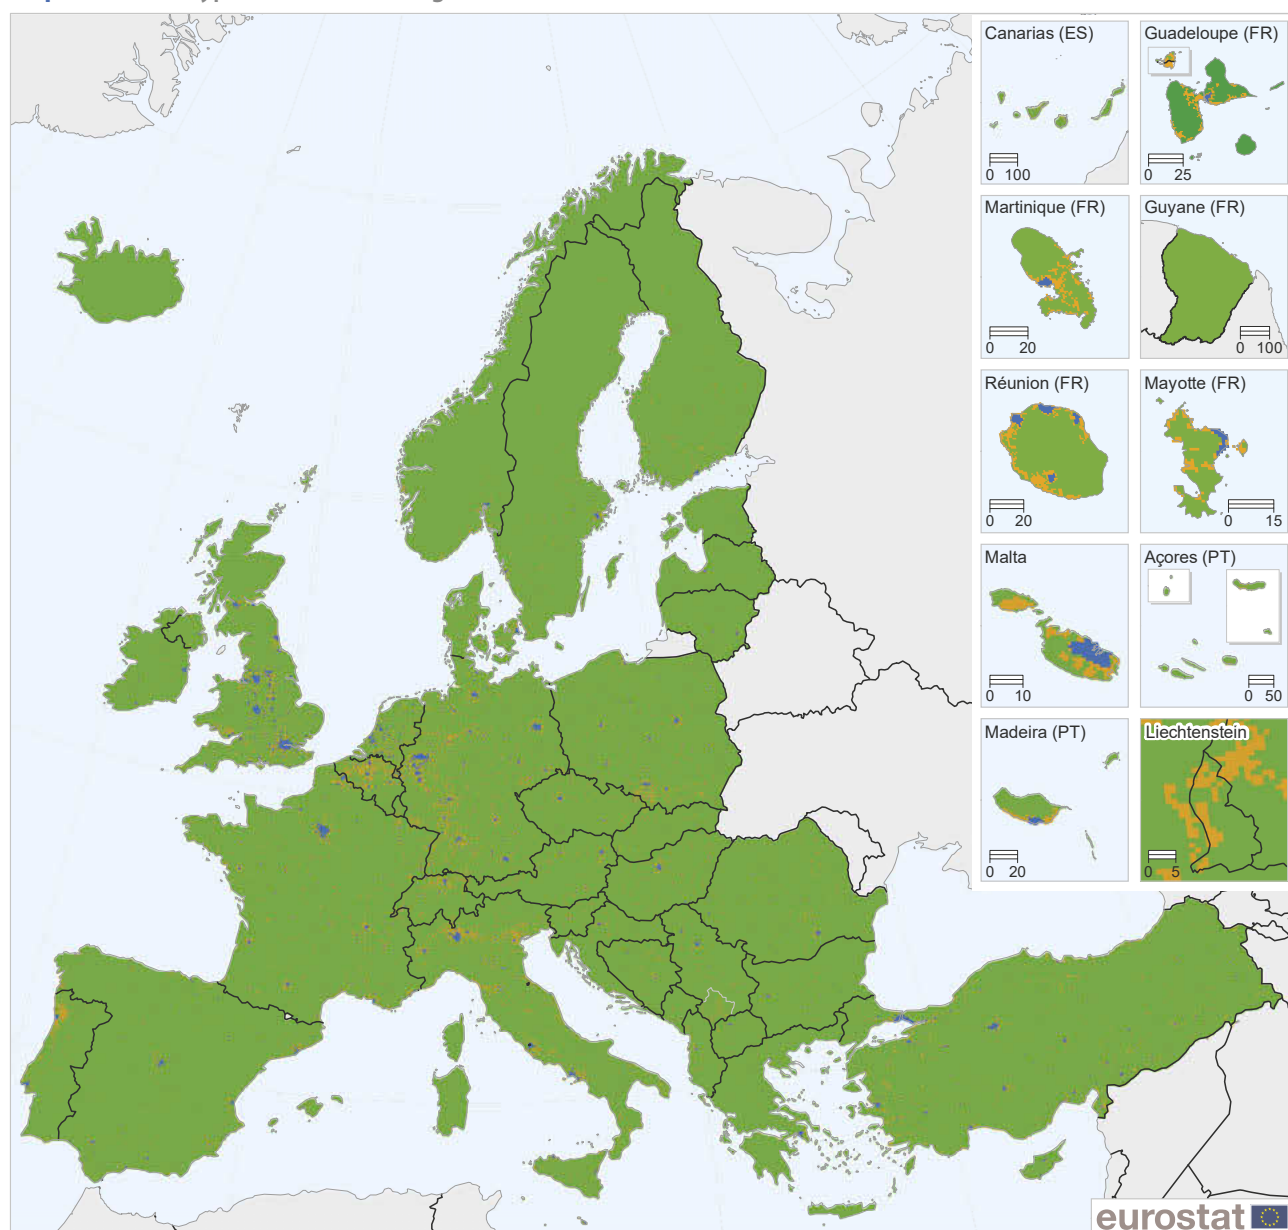 Canarias (ES)
0 100
Guadeloupe (FR)
0 25
Martinique (FR)
0 20
Guyane (FR)
0 100
Réunion (FR)
0 20
Mayotte (FR)
0 15
Malta
0 10
Açores (PT)
0 50
Madeira (PT)
0 20
Liechtenstein
0 5
eurostat